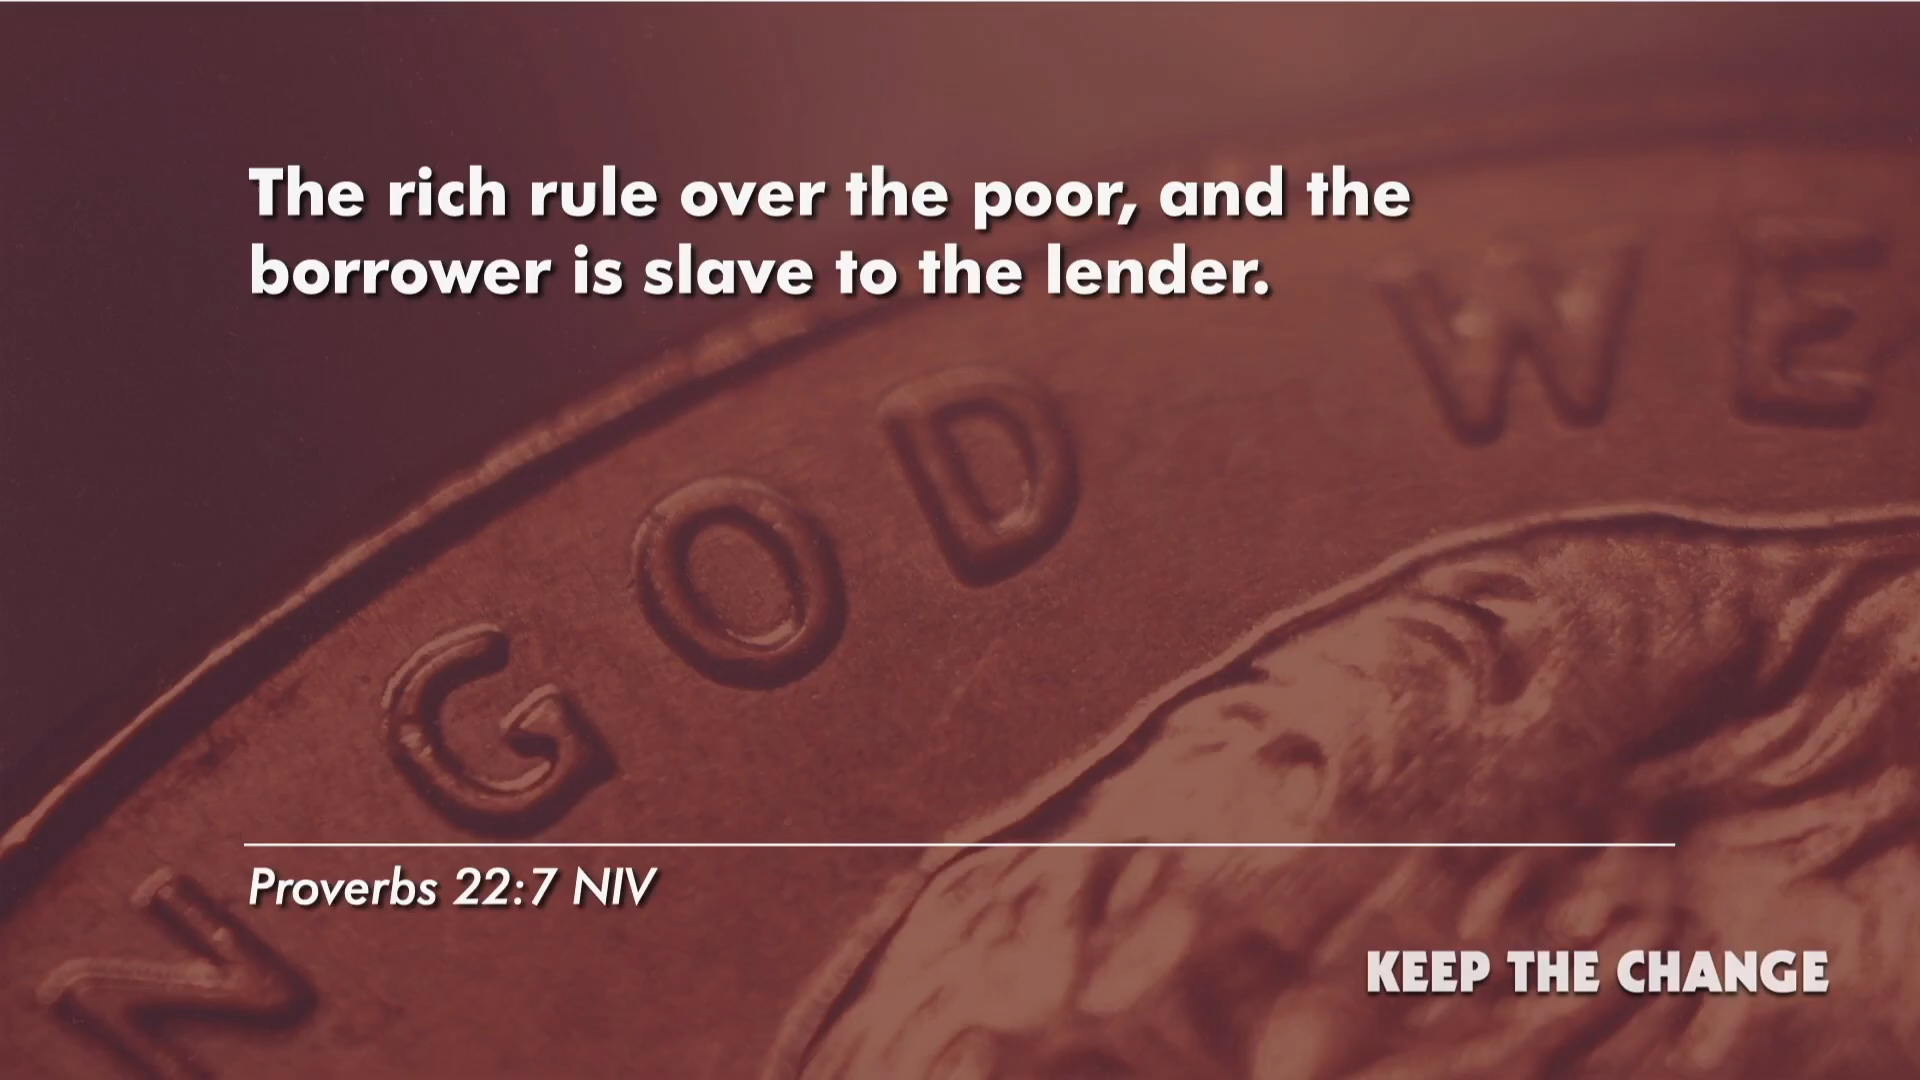 The rich rule over the poor, and the
borrower is slave to the lender.
N GOD WE
Proverbs 22:7 NIV
KEEP THE CHANGE